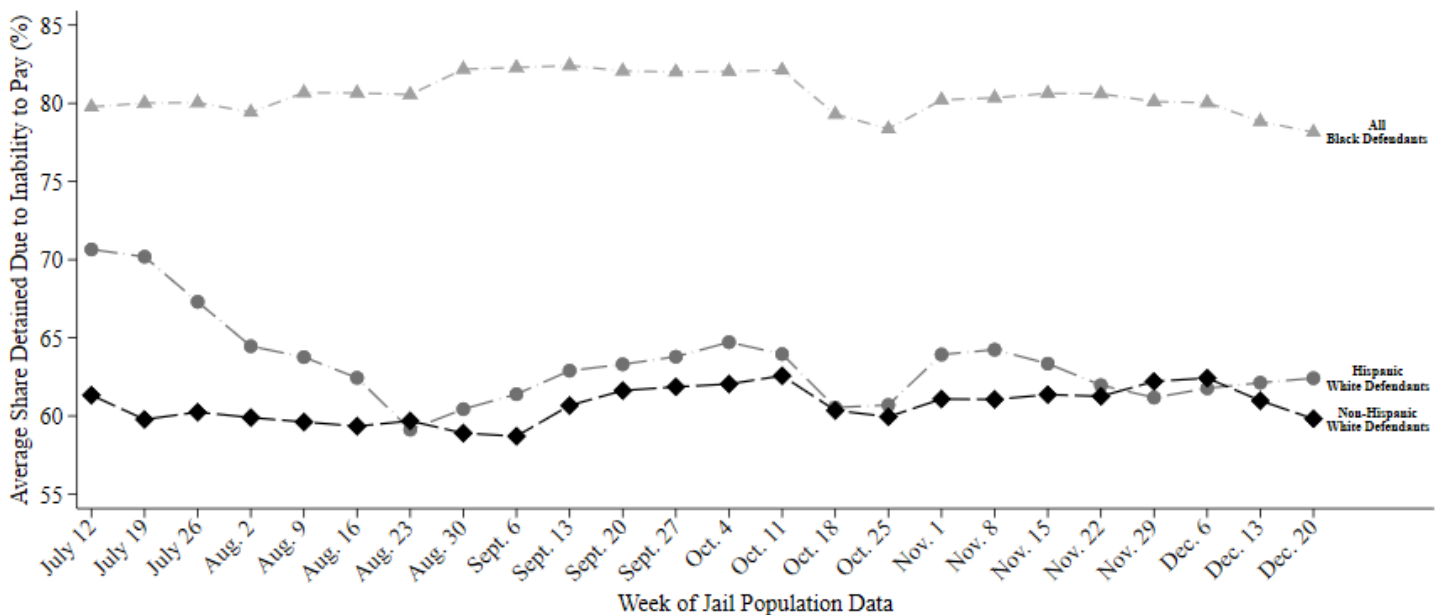 Average Share Detained Due to Inability to Pay (%)
85
80
75
70
65
60
55
All
Black Defendants
Hispanic
White Defendants
Non-Hispanic
White Defendants
July 12
July 19
July 26
Aug. 2
Aug. 9
Aug. 16
Aug. 23
Aug. 30
Sept. 6
Sept. 13
Sept. 20
Sept. 27
Oct. 4
Oct. 11
Oct. 18
Oct. 25
Nov. 1
Nov. 8
Nov. 15
Nov. 22
Nov. 29
Dec. 6
Dec. 13
Dec. 20
Week of Jail Population Data